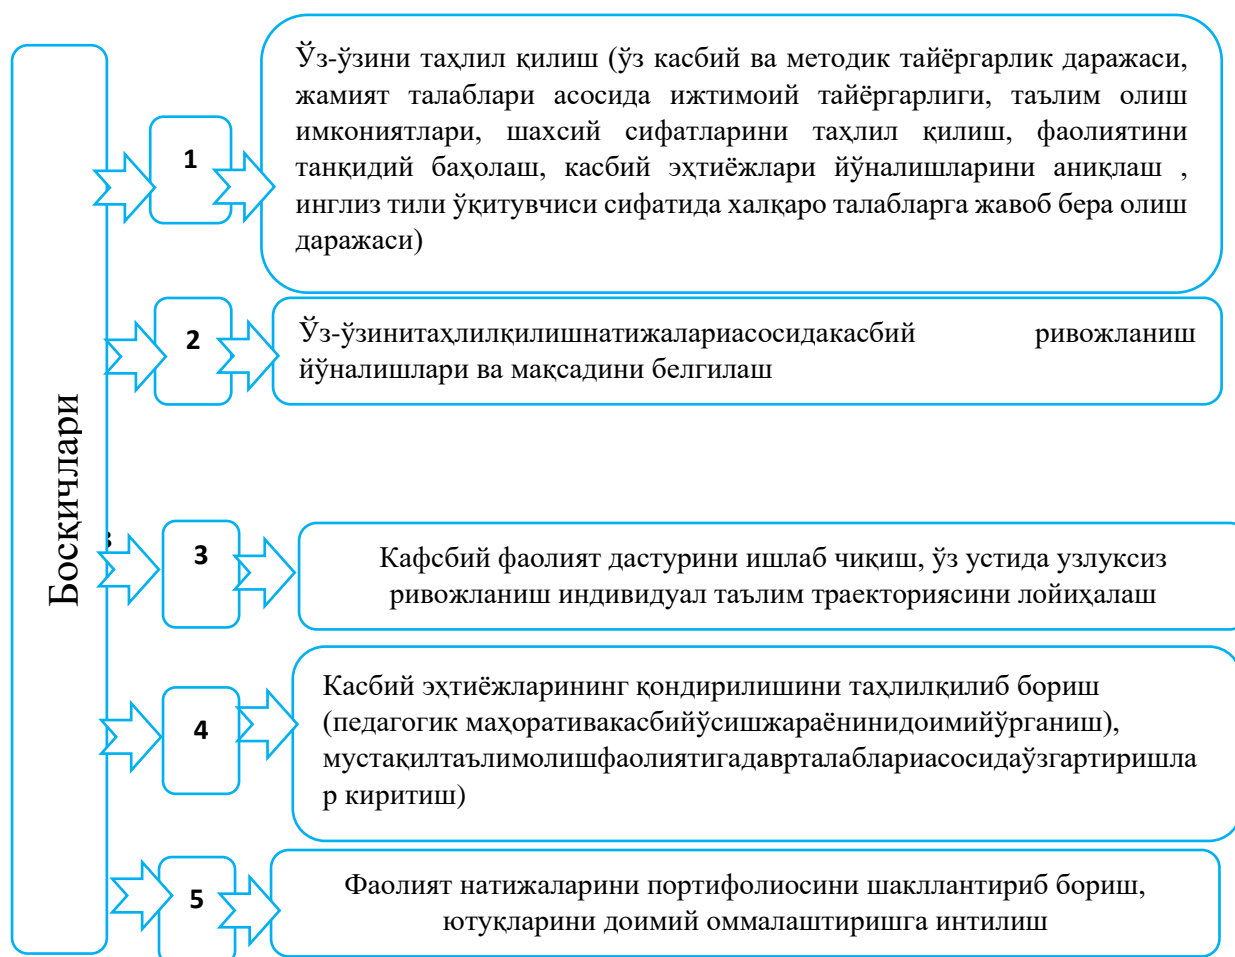 Босқичлари
1
Ўз-ўзини таҳлил қилиш (ўз касбий ва методик тайёргарлик даражаси,
жамият талаблари асосида ижтимоий тайёргарлиги, таълим олиш
имкониятлари, шахсий сифатларини таҳлил қилиш, фаолиятини
танқидий баҳолаш, касбий эҳтиёжлари йўналишларини аниқлаш ,
инглиз тили ўқитувчиси сифатида халқаро талабларга жавоб бера олиш
даражаси)
2
Ўз-ўзинитаҳлилқилишнатижалариасосидакасбий ривожланиш
йўналишлари ва мақсадини белгилаш
3
Кафсбий фаолият дастурини ишлаб чиқиш, ўз устида узлуксиз
ривожланиш индивидуал таълим траекториясини лойиҳалаш
4
Касбий эҳтиёжларининг қондирилишини таҳлилқилиб бориш
(педагогик маҳоративакасбийўсишжараёнинидоимийўрганиш),
мустақилтаълимолишфаолиятигадаврталаблариасосидаўзгартиришла
р киритиш)
5
Фаолият натижаларини портифолиосини шакллантириб бориш,
ютуқларини доимий оммалаштиришга интилиш